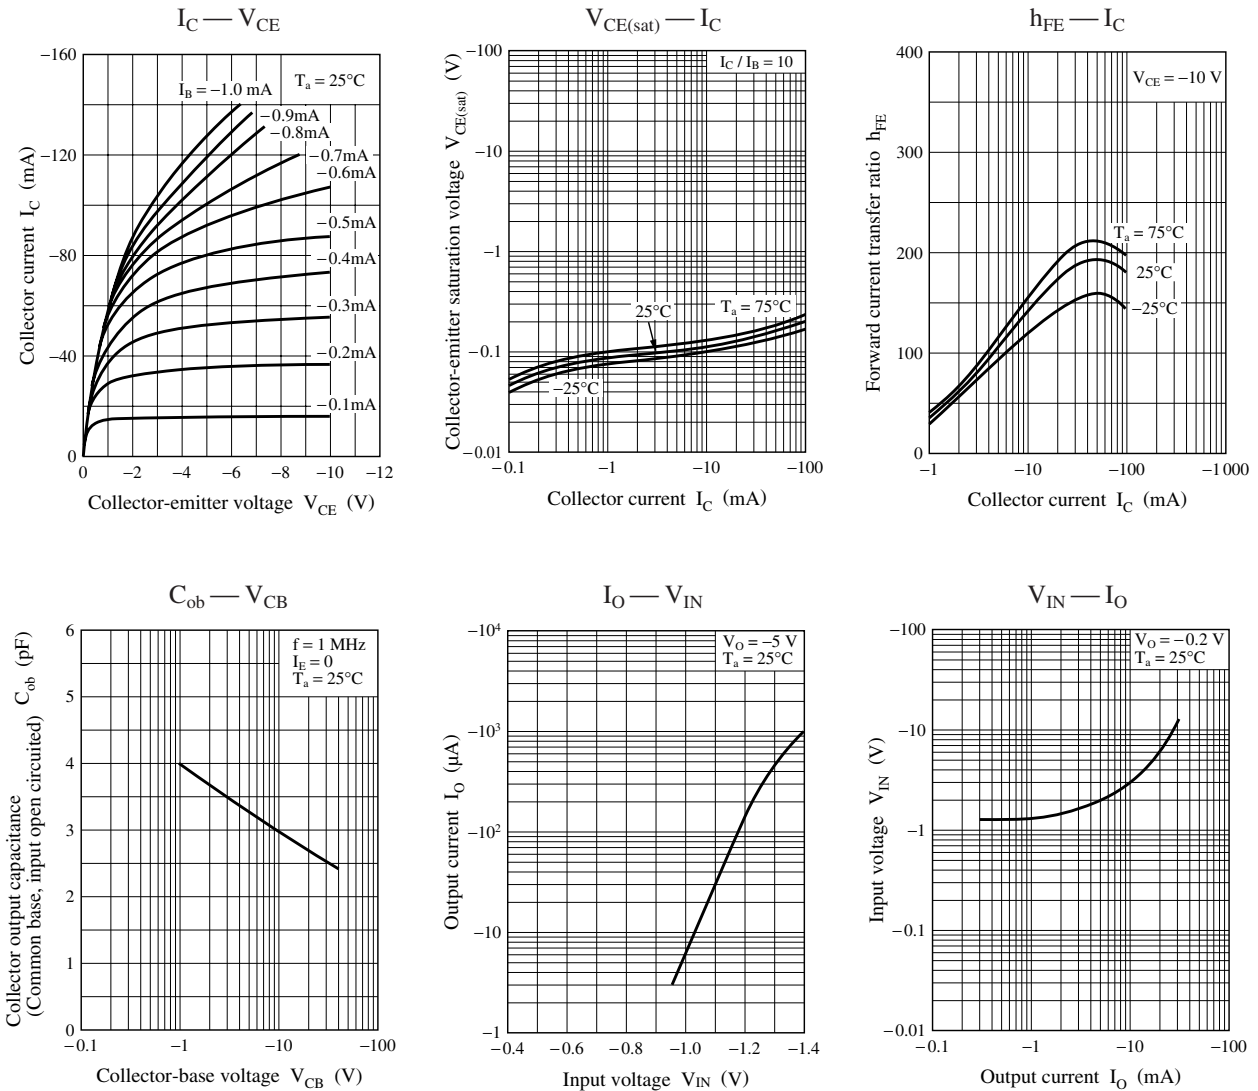 I_C — V_CE
−160
−120
−80
−40
0
0
−2
−4
−6
−8
−10
−12
I_B = −1.0 mA
T_a = 25°C
−0.9mA
−0.8mA
−0.7mA
−0.6mA
−0.5mA
−0.4mA
−0.3mA
−0.2mA
−0.1mA
Collector current I_C (mA)
Collector-emitter voltage V_CE (V)
V_CE(sat) — I_C
−100
−10
−1
−0.1
−0.01
−0.1
−1
−10
−100
I_C / I_B = 10
25°C
T_a = 75°C
−25°C
Collector-emitter saturation voltage V_CE(sat) (V)
Collector current I_C (mA)
h_FE — I_C
400
300
200
100
0
−1
−10
−100
−1 000
V_CE = −10 V
T_a = 75°C
25°C
−25°C
Forward current transfer ratio h_FE
Collector current I_C (mA)
C_ob — V_CB
6
5
4
3
2
1
0
−0.1
−1
−10
−100
f = 1 MHz
I_E = 0
T_a = 25°C
Collector output capacitance C_ob (pF)
(Common base, input open circuited)
Collector-base voltage V_CB (V)
I_O — V_IN
−10⁴
−10³
−10²
−10
−1
−0.4
−0.6
−0.8
−1.0
−1.2
−1.4
V_O = −5 V
T_a = 25°C
Output current I_O (µA)
Input voltage V_IN (V)
V_IN — I_O
−100
−10
−1
−0.1
−0.01
−0.1
−1
−10
−100
V_O = −0.2 V
T_a = 25°C
Input voltage V_IN (V)
Output current I_O (mA)